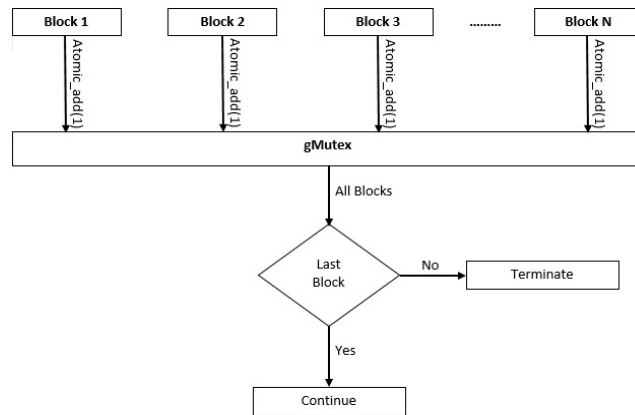 Block 1
Block 2
Block 3
.........
Block N
Atomic_add(1)
Atomic_add(1)
Atomic_add(1)
Atomic_add(1)
gMutex
All Blocks
Last
Block
No
Terminate
Yes
Continue